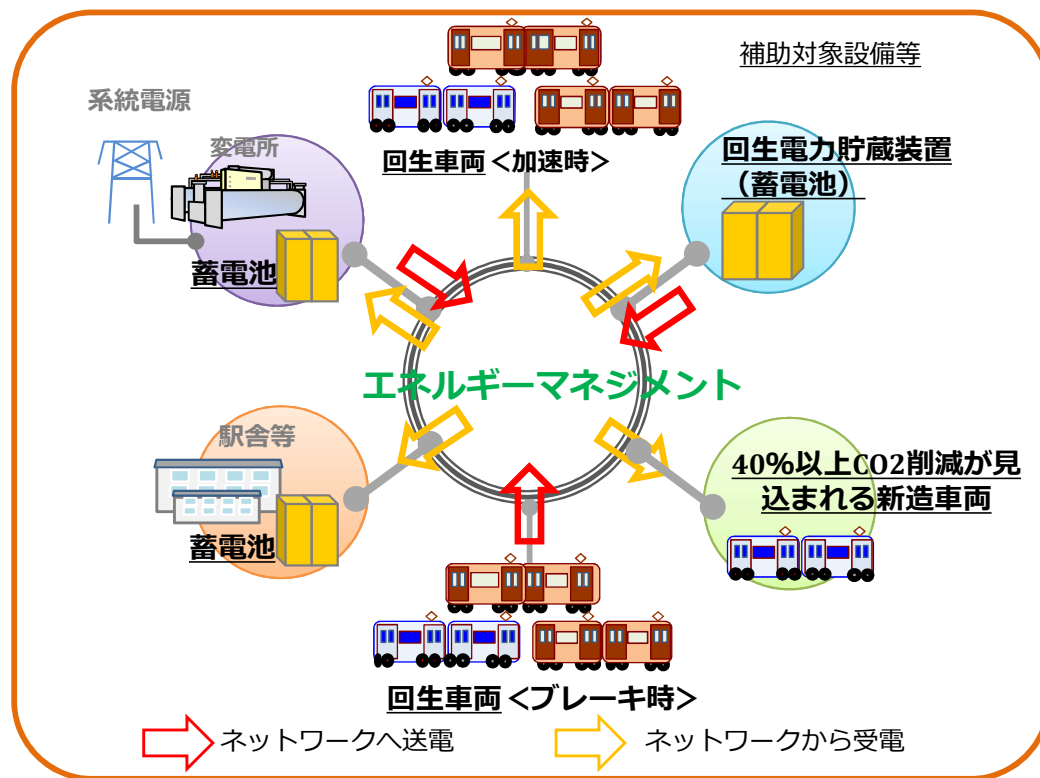 補助対象設備等
系統電源
変電所
蓄電池
回生車両＜加速時＞
回生電力貯蔵装置
（蓄電池）
エネルギーマネジメント
駅舎等
蓄電池
40%以上CO2削減が見
込まれる新造車両
回生車両＜ブレーキ時＞
ネットワークへ送電
ネットワークから受電